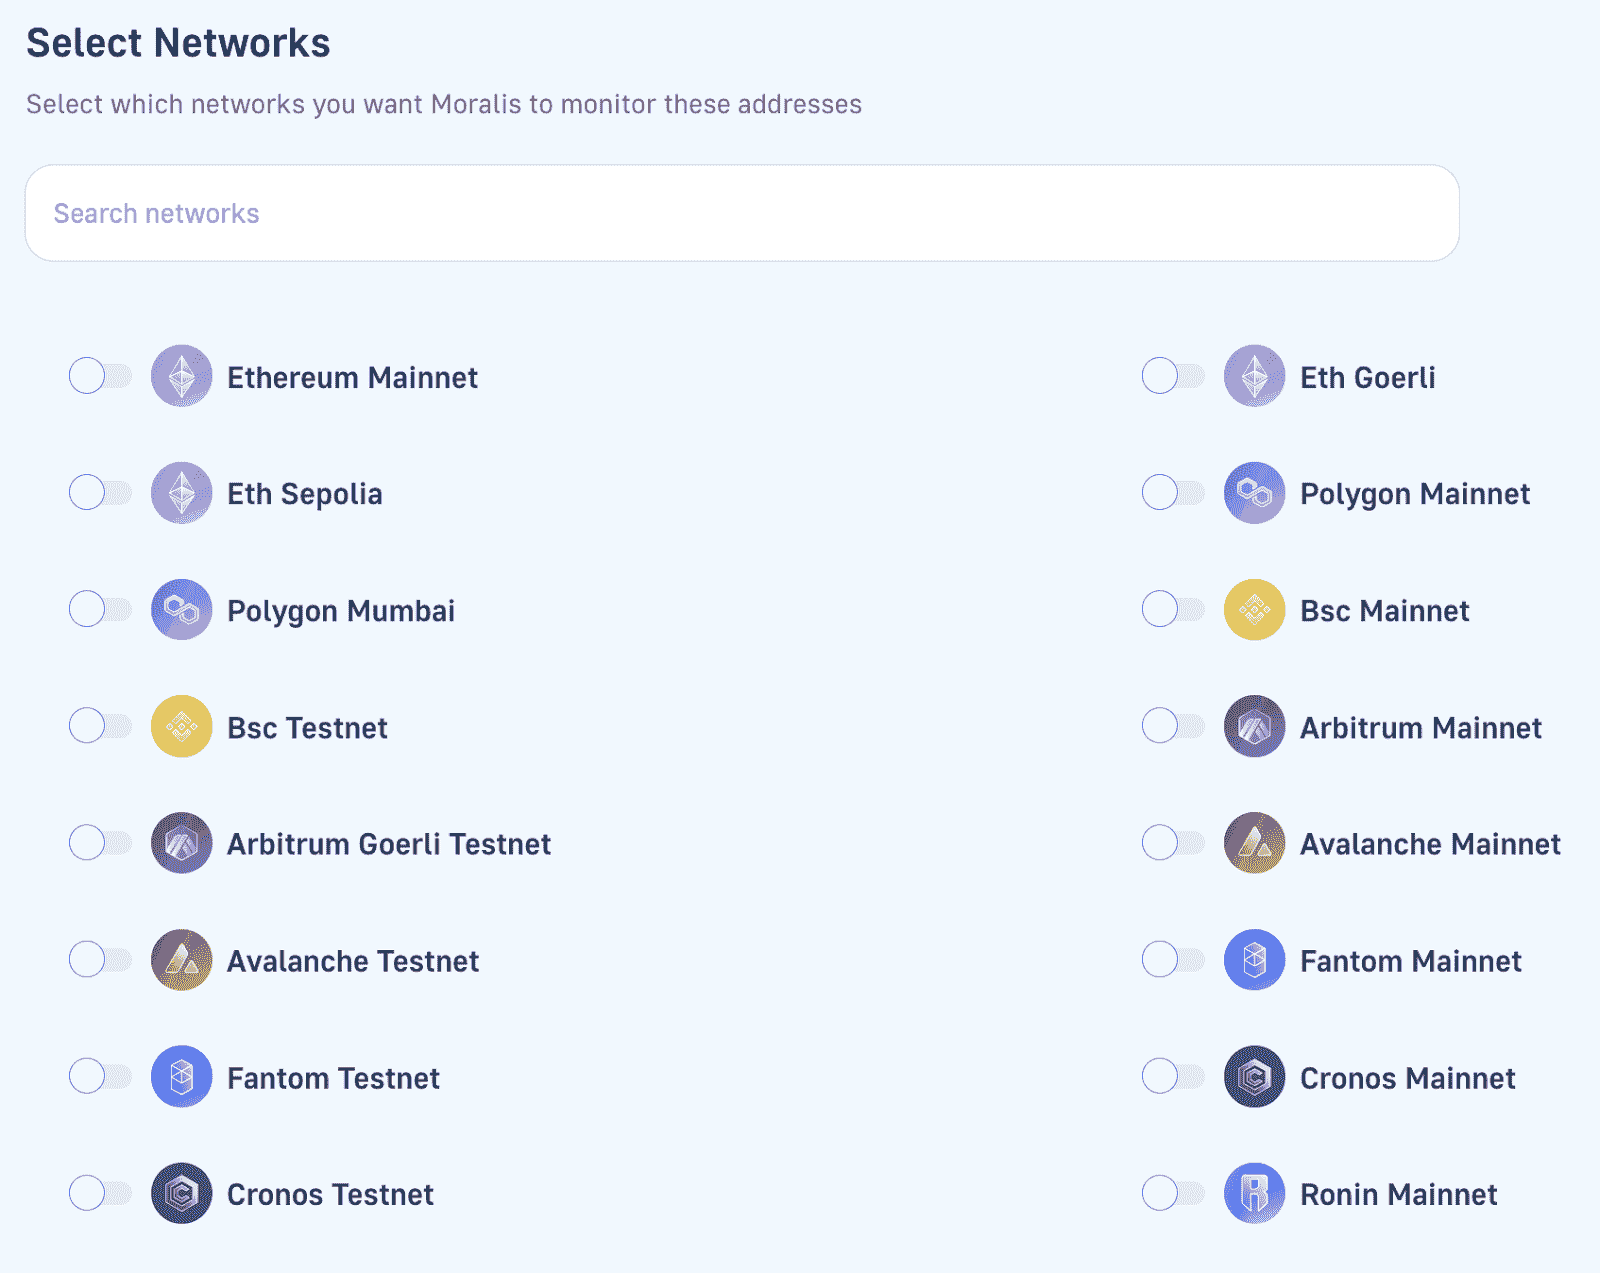 Select Networks
Select which networks you want Moralis to monitor these addresses
Search networks
Ethereum Mainnet
Eth Goerli
Eth Sepolia
Polygon Mainnet
Polygon Mumbai
Bsc Mainnet
Bsc Testnet
Arbitrum Mainnet
Arbitrum Goerli Testnet
Avalanche Mainnet
Avalanche Testnet
Fantom Mainnet
Fantom Testnet
Cronos Mainnet
Cronos Testnet
Ronin Mainnet